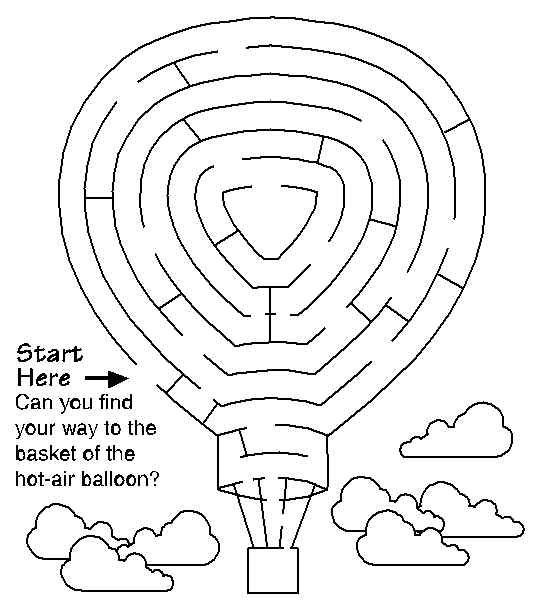 Start
Here
Can you find
your way to the
basket of the
hot-air balloon?